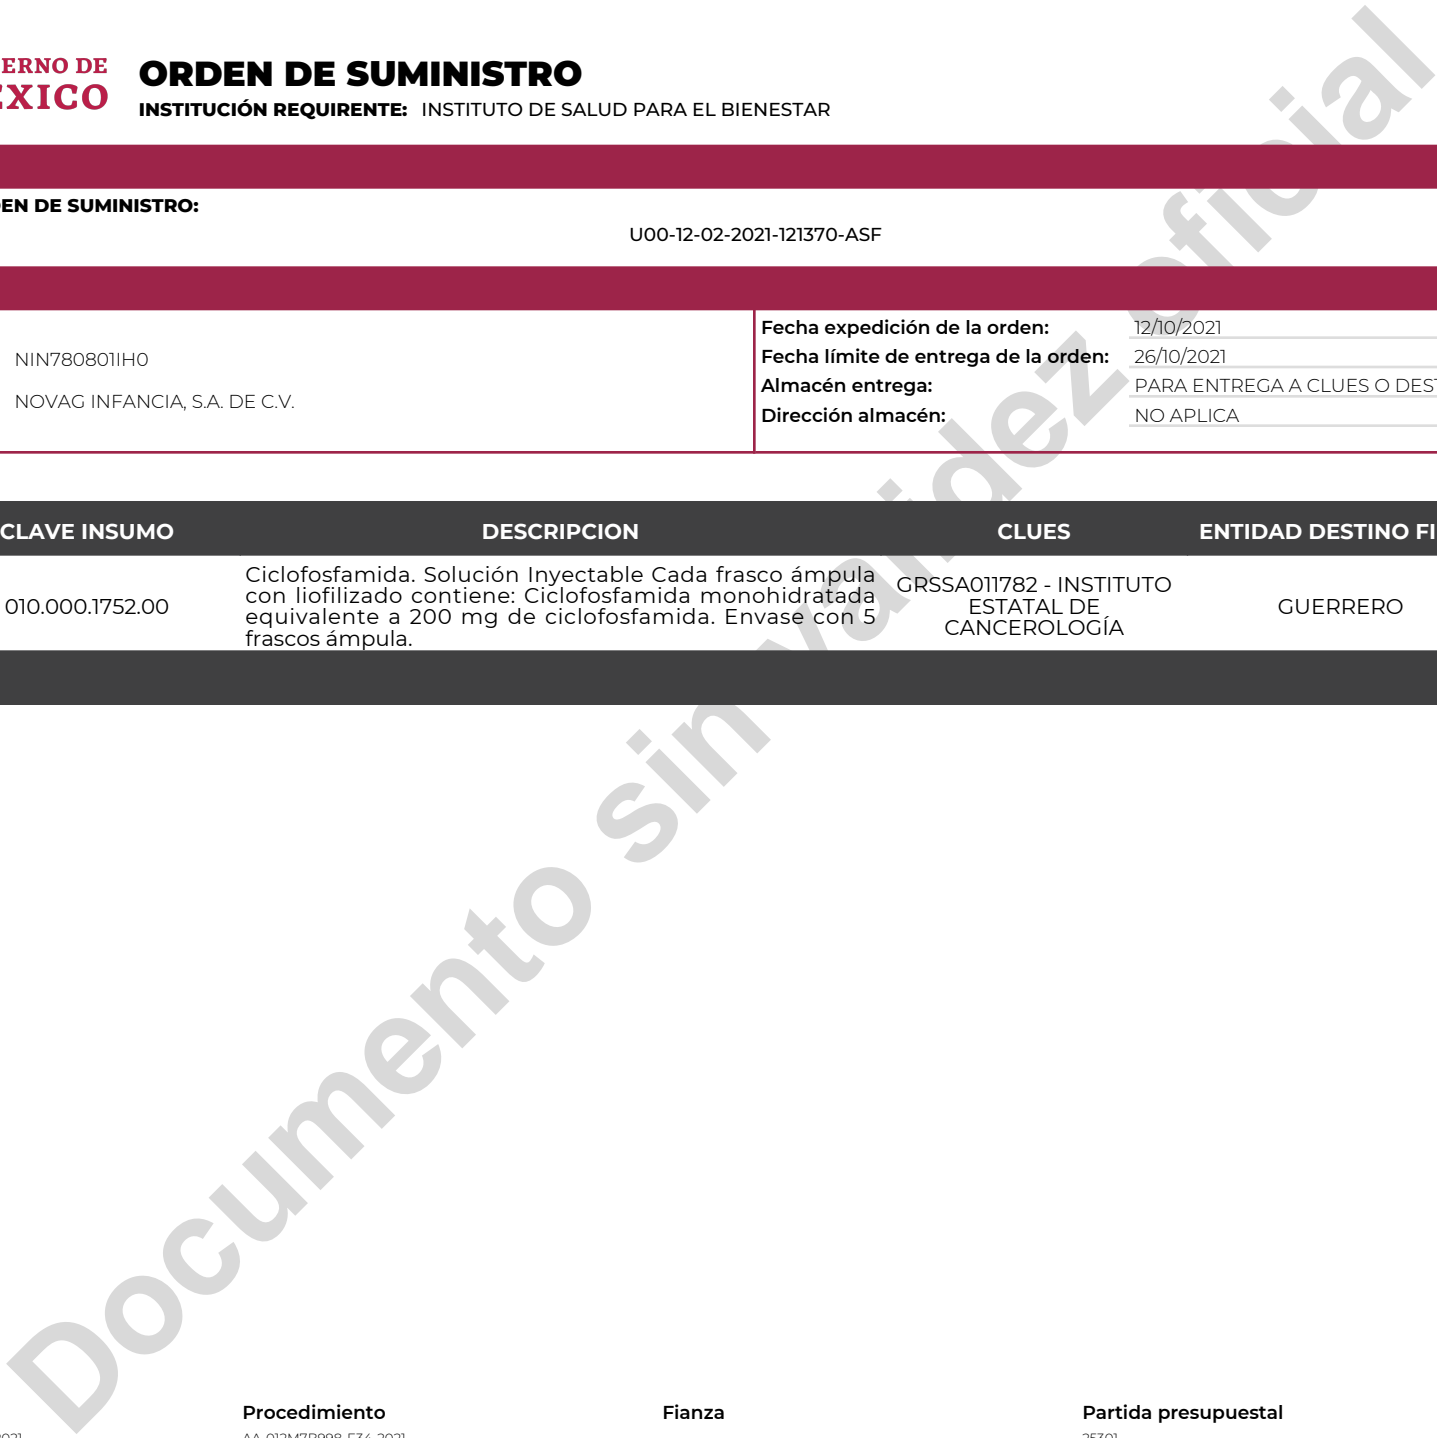 ERNO DE
EXICO
ORDEN DE SUMINISTRO
INSTITUCIÓN REQUIRENTE: INSTITUTO DE SALUD PARA EL BIENESTAR
EN DE SUMINISTRO:
U00-12-02-2021-121370-ASF
NIN780801IH0
NOVAG INFANCIA, S.A. DE C.V.
Fecha expedición de la orden: 12/10/2021
Fecha límite de entrega de la orden: 26/10/2021
Almacén entrega: PARA ENTREGA A CLUES O DEST
Dirección almacén: NO APLICA
CLAVE INSUMO DESCRIPCION CLUES ENTIDAD DESTINO FI
010.000.1752.00
Ciclofosfamida. Solución Inyectable Cada frasco ámpula
con liofilizado contiene: Ciclofosfamida monohidratada
equivalente a 200 mg de ciclofosfamida. Envase con 5
frascos ámpula.
GRSSA011782 - INSTITUTO
ESTATAL DE
CANCEROLOGÍA
GUERRERO
Documento sin validez oficial
Procedimiento Fianza Partida presupuestal